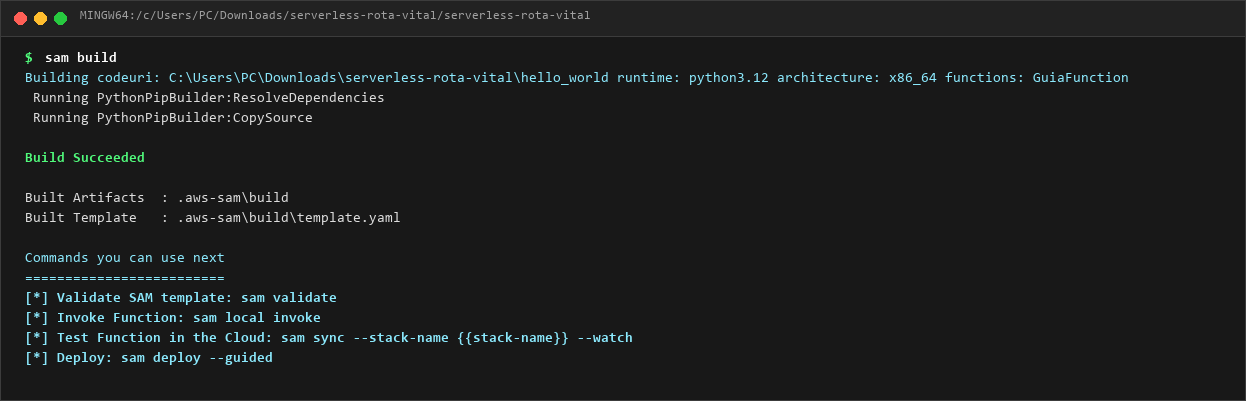 MINGW64:/c/Users/PC/Downloads/serverless-rota-vital/serverless-rota-vital
$ sam build
Building codeuri: C:\Users\PC\Downloads\serverless-rota-vital\hello_world runtime: python3.12 architecture: x86_64 functions: GuiaFunction
Running PythonPipBuilder:ResolveDependencies
Running PythonPipBuilder:CopySource
Build Succeeded
Built Artifacts  : .aws-sam\build
Built Template   : .aws-sam\build\template.yaml
Commands you can use next
=========================
[*] Validate SAM template: sam validate
[*] Invoke Function: sam local invoke
[*] Test Function in the Cloud: sam sync --stack-name {{stack-name}} --watch
[*] Deploy: sam deploy --guided